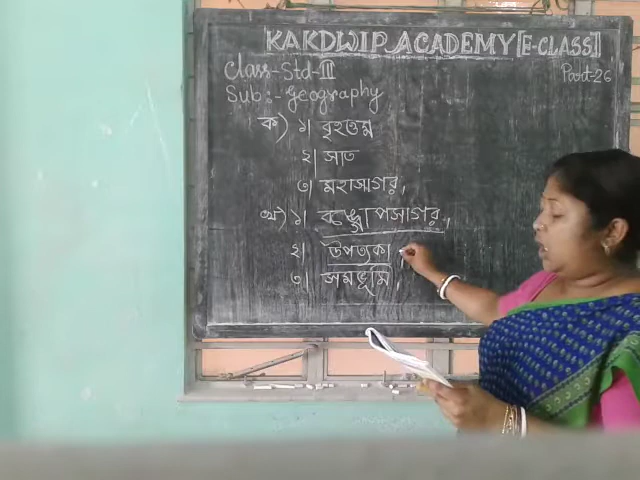 KAKDWIP ACADEMY [E-CLASS]
Class-Std-III
Part-26
Sub:- Geography
ক) ১| বৃহত্তম
২| সাত
৩| মহাসাগর,
খ) ১| বঙ্গোপসাগর,
২| উপত্যকা,
৩| সমভূমি,